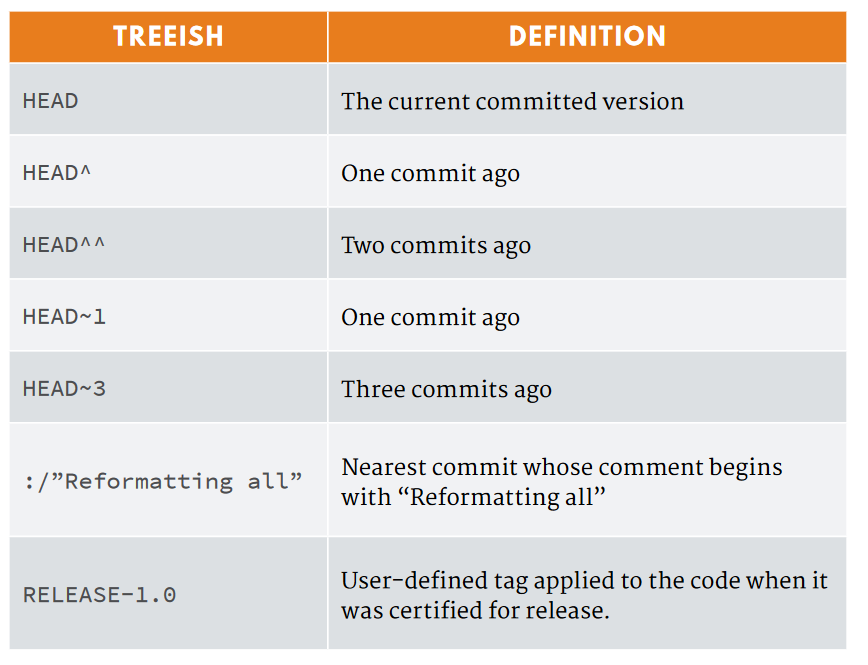 TREEISH DEFINITION
HEAD The current committed version
HEAD^ One commit ago
HEAD^^ Two commits ago
HEAD~1 One commit ago
HEAD~3 Three commits ago
:/”Reformatting all” Nearest commit whose comment begins
with “Reformatting all”
RELEASE-1.0 User-defined tag applied to the code when it
was certified for release.